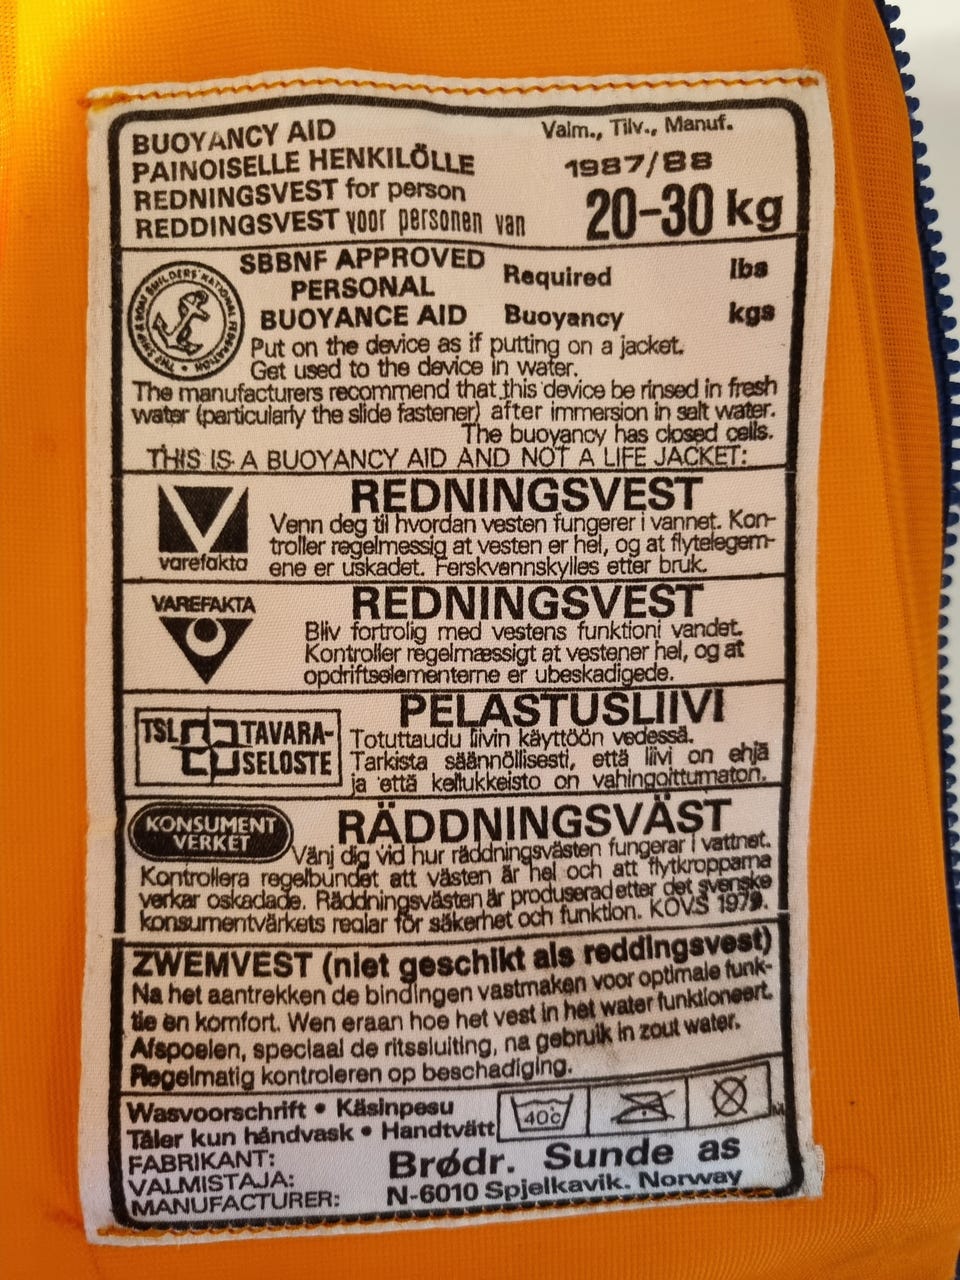 BUOYANCY AID
PAINOISELLE HENKILÖLLE
REDNINGSVEST for person
REDDINGSVEST voor personen van
Valm., Tilv., Manuf.
1987/88
20-30 kg
THE SHIP & BOAT BUILDERS' NATIONAL FEDERATION
SBBNF APPROVED
PERSONAL
BUOYANCE AID
Required lbs
Buoyancy kgs
Put on the device as if putting on a jacket.
Get used to the device in water.
The manufacturers recommend that this device be rinsed in fresh
water (particularly the slide fastener) after immersion in salt water.
The buoyancy has closed cells.
THIS IS A BUOYANCY AID AND NOT A LIFE JACKET:
varefakta
REDNINGSVEST
Venn deg til hvordan vesten fungerer i vannet. Kon-
troller regelmessig at vesten er hel, og at flytelegem-
ene er uskadet. Ferskvannskylles etter bruk.
VAREFAKTA
REDNINGSVEST
Bliv fortrolig med vestens funktioni vandet.
Kontroller regelmæssigt at vestener hel, og at
opdriftselementerne er ubeskadigede.
TSL TAVARA-
SELOSTE
PELASTUSLIIVI
Totuttaudu liivin käyttöön vedessä.
Tarkista säännöllisesti, että liivi on ehjä
ja että kellukkeisto on vahingoittumaton.
KONSUMENT
VERKET
RÄDDNINGSVÄST
Vänj dig vid hur räddningsvästen fungerar i vattnet.
Kontrollera regelbundet att västen är hel och att flytkropparna
verkar oskadade. Räddningsvästen är produserad etter det svenske
konsumentvärkets reglar för säkerhet och funktion. KOVS 1979.
ZWEMVEST (niet geschikt als reddingsvest)
Na het aantrekken de bindingen vastmaken voor optimale funk-
tie en komfort. Wen eraan hoe het vest in het water funktioneert.
Afspoelen, speciaal de ritssluiting, na gebruik in zout water.
Regelmatig kontroleren op beschadiging.
Wasvoorschrift • Käsinpesu
Tåler kun håndvask • Handtvätt
40c
FABRIKANT:
VALMISTAJA:
MANUFACTURER:
Brødr. Sunde as
N-6010 Spjelkavik. Norway